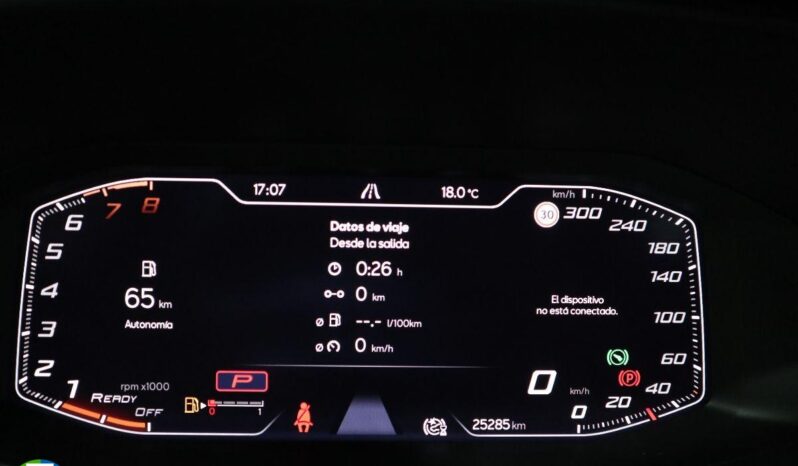 17:07
18.0 °C
km/h
6 7 8
5
4
3
2
1
READY
OFF
rpm x1000
65 km
Autonomía
Datos de viaje
Desde la salida
0:26 h
0 km
Ø --.- l/100km
Ø 0 km/h
30
300
240
180
140
100
60
40
20
0
El dispositivo
no está conectado.
P
P
0 km/h
0 1
25285 km